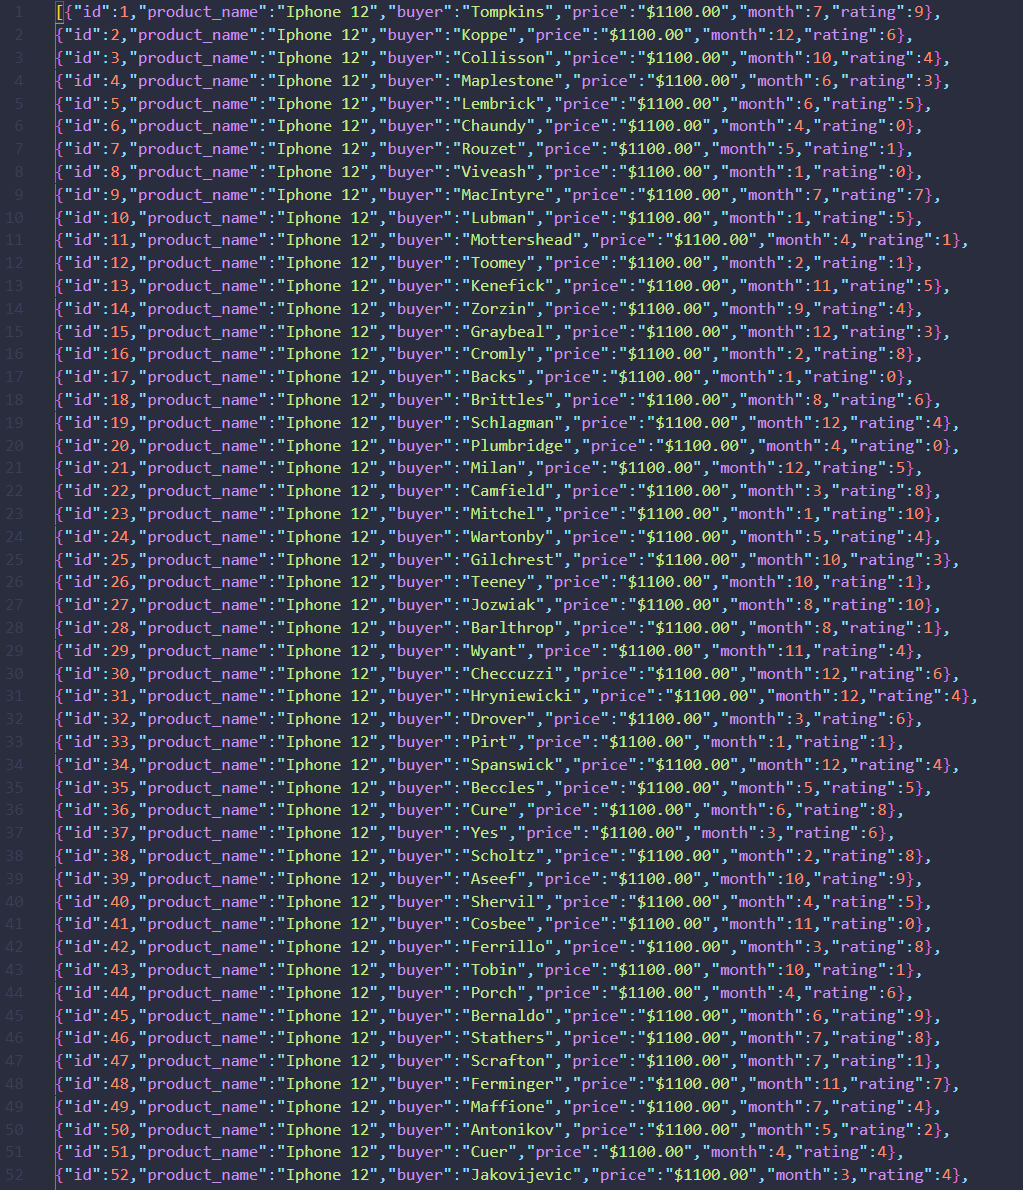 1 [{"id":1,"product_name":"Iphone 12","buyer":"Tompkins","price":"$1100.00","month":7,"rating":9},
2 {"id":2,"product_name":"Iphone 12","buyer":"Koppe","price":"$1100.00","month":12,"rating":6},
3 {"id":3,"product_name":"Iphone 12","buyer":"Collisson","price":"$1100.00","month":10,"rating":4},
4 {"id":4,"product_name":"Iphone 12","buyer":"Maplestone","price":"$1100.00","month":6,"rating":3},
5 {"id":5,"product_name":"Iphone 12","buyer":"Lembrick","price":"$1100.00","month":6,"rating":5},
6 {"id":6,"product_name":"Iphone 12","buyer":"Chaundy","price":"$1100.00","month":4,"rating":0},
7 {"id":7,"product_name":"Iphone 12","buyer":"Rouzet","price":"$1100.00","month":5,"rating":1},
8 {"id":8,"product_name":"Iphone 12","buyer":"Viveash","price":"$1100.00","month":1,"rating":0},
9 {"id":9,"product_name":"Iphone 12","buyer":"MacIntyre","price":"$1100.00","month":7,"rating":7},
10 {"id":10,"product_name":"Iphone 12","buyer":"Lubman","price":"$1100.00","month":1,"rating":5},
11 {"id":11,"product_name":"Iphone 12","buyer":"Mottershead","price":"$1100.00","month":4,"rating":1},
12 {"id":12,"product_name":"Iphone 12","buyer":"Toomey","price":"$1100.00","month":2,"rating":1},
13 {"id":13,"product_name":"Iphone 12","buyer":"Kenefick","price":"$1100.00","month":11,"rating":5},
14 {"id":14,"product_name":"Iphone 12","buyer":"Zorzin","price":"$1100.00","month":9,"rating":4},
15 {"id":15,"product_name":"Iphone 12","buyer":"Graybeal","price":"$1100.00","month":12,"rating":3},
16 {"id":16,"product_name":"Iphone 12","buyer":"Cromly","price":"$1100.00","month":2,"rating":8},
17 {"id":17,"product_name":"Iphone 12","buyer":"Backs","price":"$1100.00","month":1,"rating":0},
18 {"id":18,"product_name":"Iphone 12","buyer":"Brittles","price":"$1100.00","month":8,"rating":6},
19 {"id":19,"product_name":"Iphone 12","buyer":"Schlagman","price":"$1100.00","month":12,"rating":4},
20 {"id":20,"product_name":"Iphone 12","buyer":"Plumbridge","price":"$1100.00","month":4,"rating":0},
21 {"id":21,"product_name":"Iphone 12","buyer":"Milan","price":"$1100.00","month":12,"rating":5},
22 {"id":22,"product_name":"Iphone 12","buyer":"Camfield","price":"$1100.00","month":3,"rating":8},
23 {"id":23,"product_name":"Iphone 12","buyer":"Mitchel","price":"$1100.00","month":1,"rating":10},
24 {"id":24,"product_name":"Iphone 12","buyer":"Wartonby","price":"$1100.00","month":5,"rating":4},
25 {"id":25,"product_name":"Iphone 12","buyer":"Gilchrest","price":"$1100.00","month":10,"rating":3},
26 {"id":26,"product_name":"Iphone 12","buyer":"Teeney","price":"$1100.00","month":10,"rating":1},
27 {"id":27,"product_name":"Iphone 12","buyer":"Jozwiak","price":"$1100.00","month":8,"rating":10},
28 {"id":28,"product_name":"Iphone 12","buyer":"Barlthrop","price":"$1100.00","month":8,"rating":1},
29 {"id":29,"product_name":"Iphone 12","buyer":"Wyant","price":"$1100.00","month":11,"rating":4},
30 {"id":30,"product_name":"Iphone 12","buyer":"Checcuzzi","price":"$1100.00","month":12,"rating":6},
31 {"id":31,"product_name":"Iphone 12","buyer":"Hryniewicki","price":"$1100.00","month":12,"rating":4},
32 {"id":32,"product_name":"Iphone 12","buyer":"Drover","price":"$1100.00","month":3,"rating":6},
33 {"id":33,"product_name":"Iphone 12","buyer":"Pirt","price":"$1100.00","month":1,"rating":1},
34 {"id":34,"product_name":"Iphone 12","buyer":"Spanswick","price":"$1100.00","month":12,"rating":4},
35 {"id":35,"product_name":"Iphone 12","buyer":"Beccles","price":"$1100.00","month":5,"rating":5},
36 {"id":36,"product_name":"Iphone 12","buyer":"Cure","price":"$1100.00","month":6,"rating":8},
37 {"id":37,"product_name":"Iphone 12","buyer":"Yes","price":"$1100.00","month":3,"rating":6},
38 {"id":38,"product_name":"Iphone 12","buyer":"Scholtz","price":"$1100.00","month":2,"rating":8},
39 {"id":39,"product_name":"Iphone 12","buyer":"Aseef","price":"$1100.00","month":10,"rating":9},
40 {"id":40,"product_name":"Iphone 12","buyer":"Shervil","price":"$1100.00","month":4,"rating":5},
41 {"id":41,"product_name":"Iphone 12","buyer":"Cosbee","price":"$1100.00","month":11,"rating":0},
42 {"id":42,"product_name":"Iphone 12","buyer":"Ferrillo","price":"$1100.00","month":3,"rating":8},
43 {"id":43,"product_name":"Iphone 12","buyer":"Tobin","price":"$1100.00","month":10,"rating":1},
44 {"id":44,"product_name":"Iphone 12","buyer":"Porch","price":"$1100.00","month":4,"rating":6},
45 {"id":45,"product_name":"Iphone 12","buyer":"Bernaldo","price":"$1100.00","month":6,"rating":9},
46 {"id":46,"product_name":"Iphone 12","buyer":"Stathers","price":"$1100.00","month":7,"rating":8},
47 {"id":47,"product_name":"Iphone 12","buyer":"Scrafton","price":"$1100.00","month":7,"rating":1},
48 {"id":48,"product_name":"Iphone 12","buyer":"Ferminger","price":"$1100.00","month":11,"rating":7},
49 {"id":49,"product_name":"Iphone 12","buyer":"Maffione","price":"$1100.00","month":7,"rating":4},
50 {"id":50,"product_name":"Iphone 12","buyer":"Antonikov","price":"$1100.00","month":5,"rating":2},
51 {"id":51,"product_name":"Iphone 12","buyer":"Cuer","price":"$1100.00","month":4,"rating":4},
52 {"id":52,"product_name":"Iphone 12","buyer":"Jakovijevic","price":"$1100.00","month":3,"rating":4},